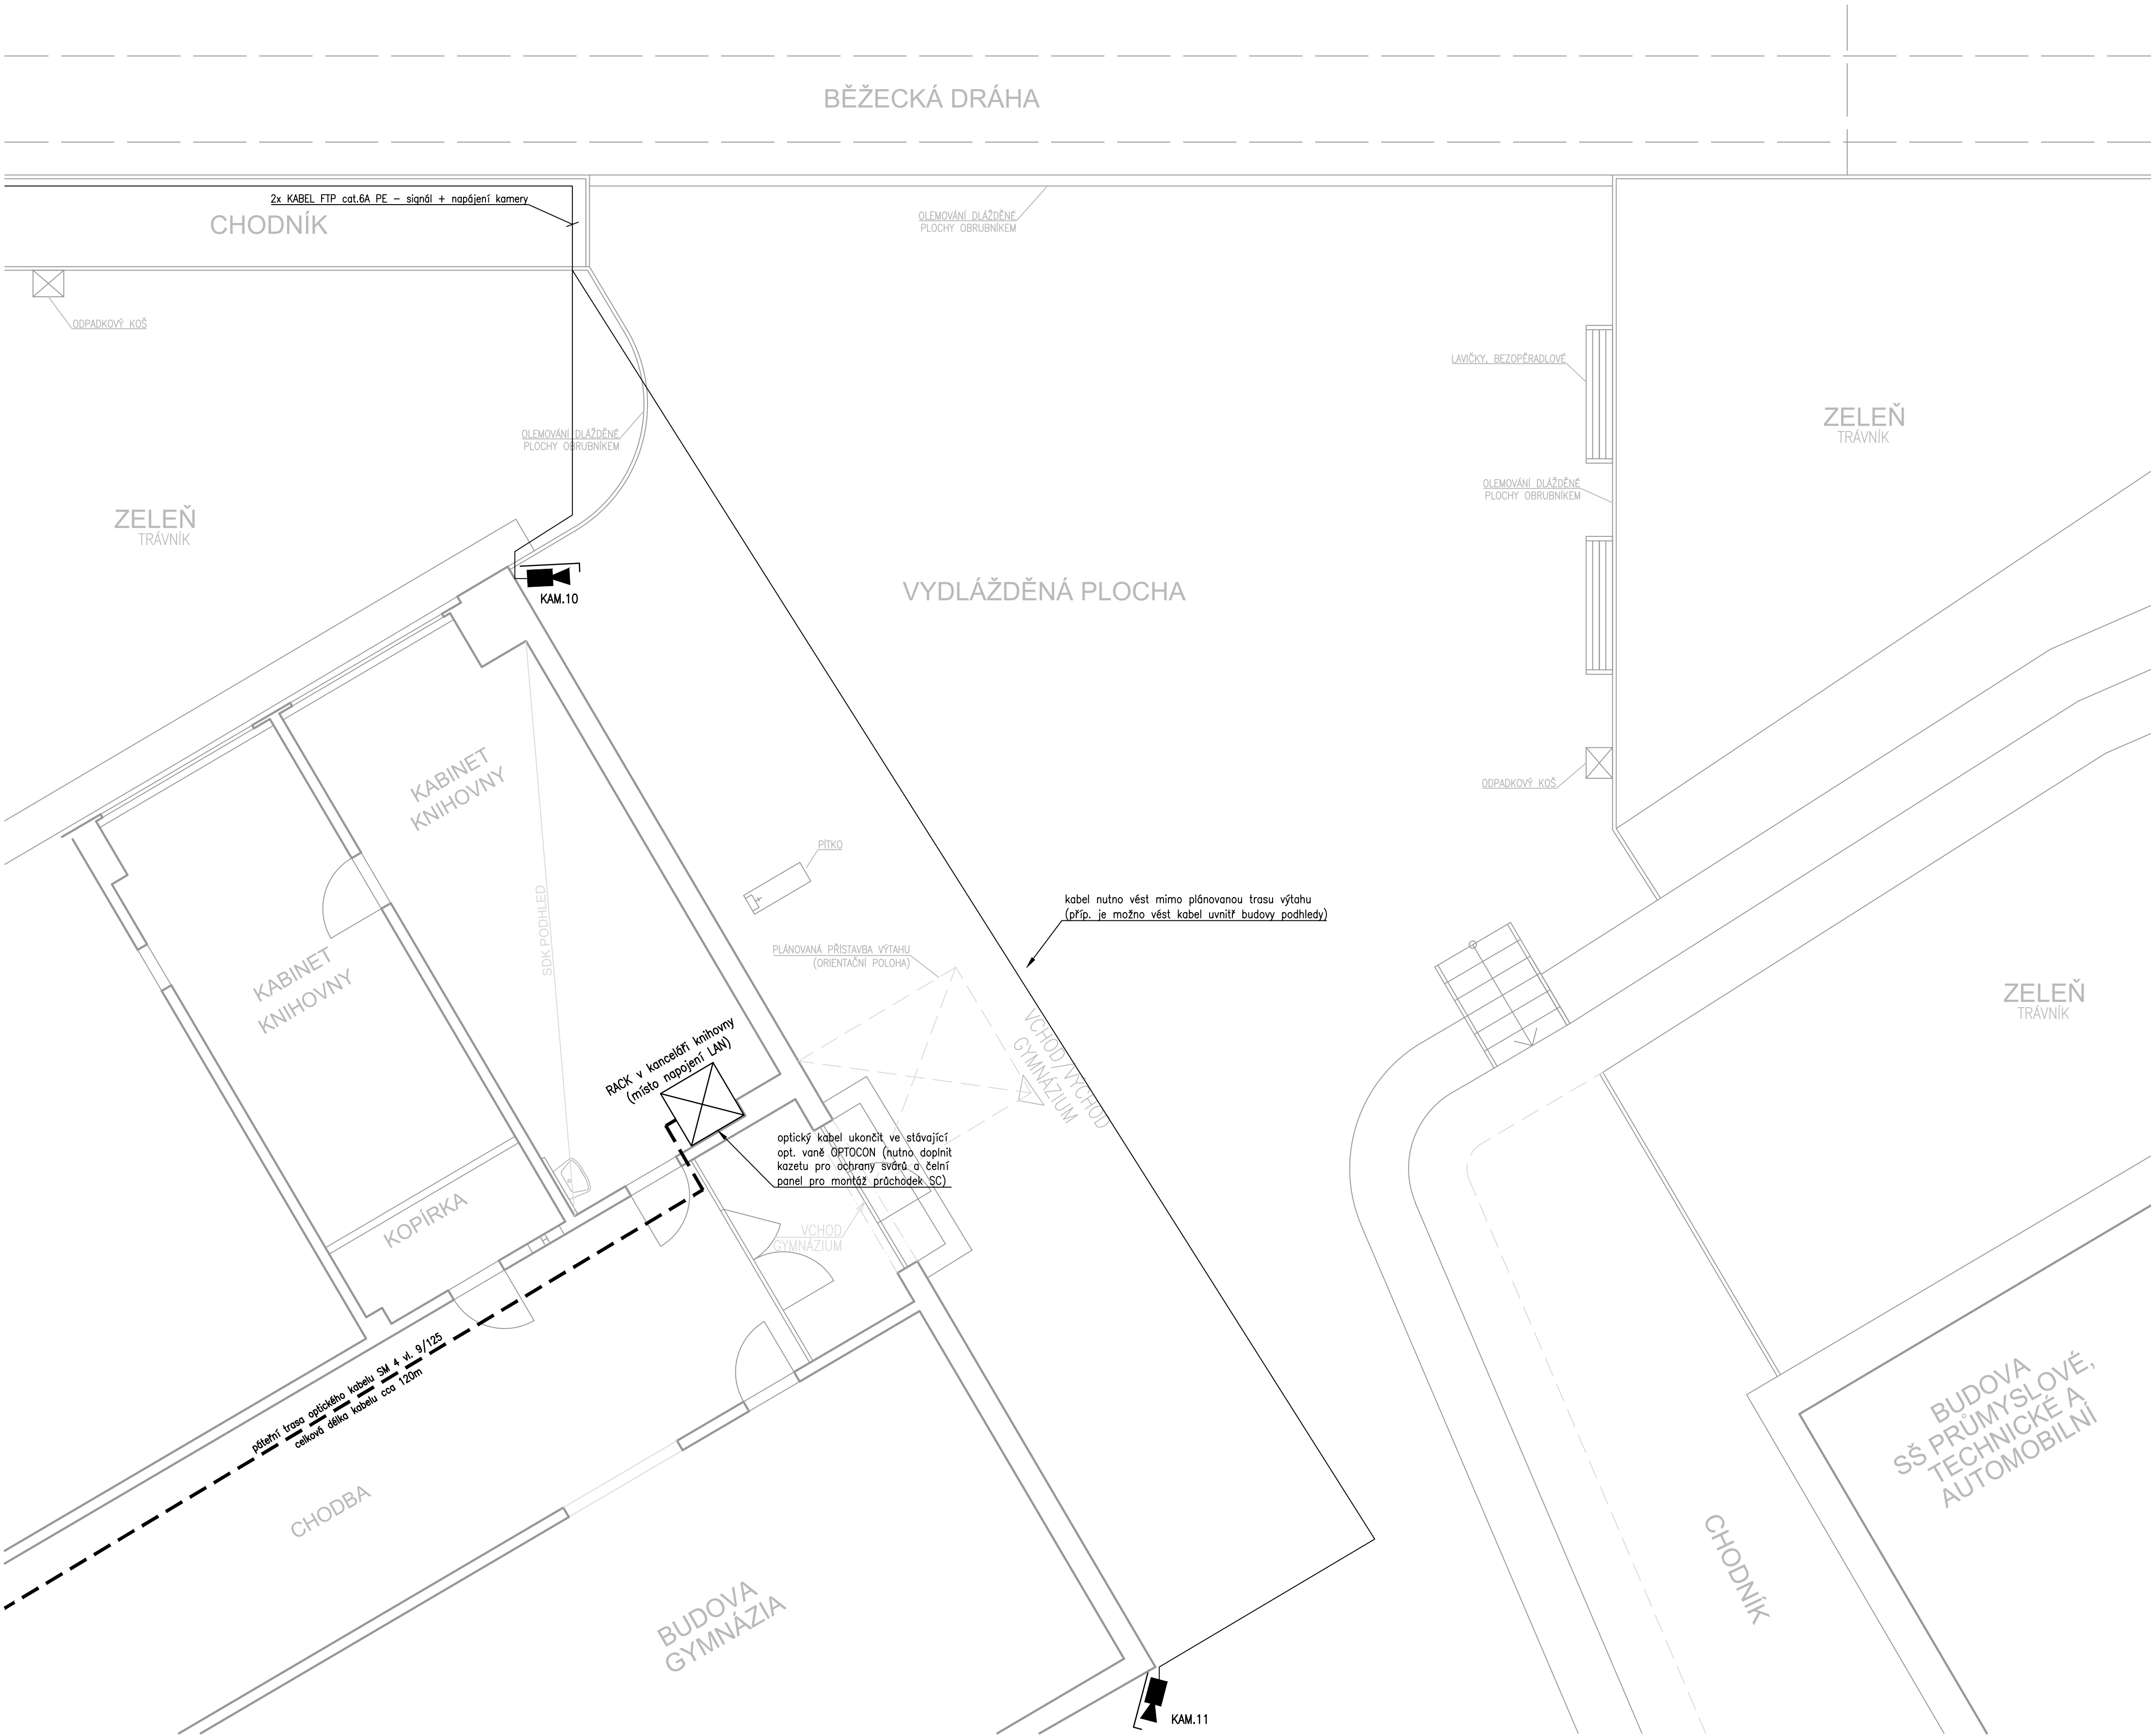 BĚŽECKÁ DRÁHA
2x KABEL FTP cat.6A PE – signál + napájení kamery
CHODNÍK
OLEMOVÁNÍ DLÁŽDĚNÉ
PLOCHY OBRUBNÍKEM
ODPADKOVÝ KOŠ
LAVIČKY, BEZOPĚRADLOVÉ
ZELEŇ
TRÁVNÍK
OLEMOVÁNÍ DLÁŽDĚNÉ
PLOCHY OBRUBNÍKEM
OLEMOVÁNÍ DLÁŽDĚNÉ
PLOCHY OBRUBNÍKEM
ZELEŇ
TRÁVNÍK
KAM.10
VYDLÁŽDĚNÁ PLOCHA
KABINET
KNIHOVNY
ODPADKOVÝ KOŠ
PÍTKO
SDK PODHLED
kabel nutno vést mimo plánovanou trasu výtahu
(příp. je možno vést kabel uvnitř budovy podhledy)
PLÁNOVANÁ PŘÍSTAVBA VÝTAHU
(ORIENTAČNÍ POLOHA)
KABINET
KNIHOVNY
ZELEŇ
TRÁVNÍK
VCHOD/VÝCHOD
GYMNÁZIUM
RACK v kanceláři knihovny
(místo napojení LAN)
optický kabel ukončit ve stávající
opt. vaně OPTOCON (nutno doplnit
kazetu pro ochrany svárů a čelní
panel pro montáž průchodek SC)
KOPÍRKA
VCHOD
GYMNÁZIUM
páteřní trasa optického kabelu SM 4 vl. 9/125
celková délka kabelu cca 120m
BUDOVA
SŠ PRŮMYSLOVÉ,
TECHNICKÉ A
AUTOMOBILNÍ
CHODBA
CHODNÍK
BUDOVA
GYMNÁZIA
KAM.11